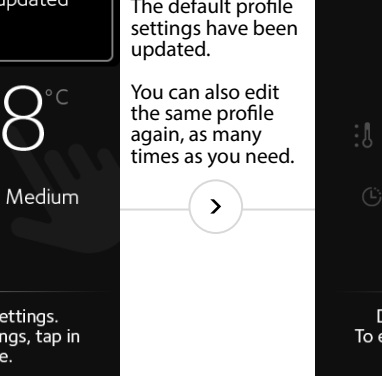 updated
8°C
Medium
ettings.
ngs, tap in
e.
The default profile
settings have been
updated.
You can also edit
the same profile
again, as many
times as you need.
>
D
To e